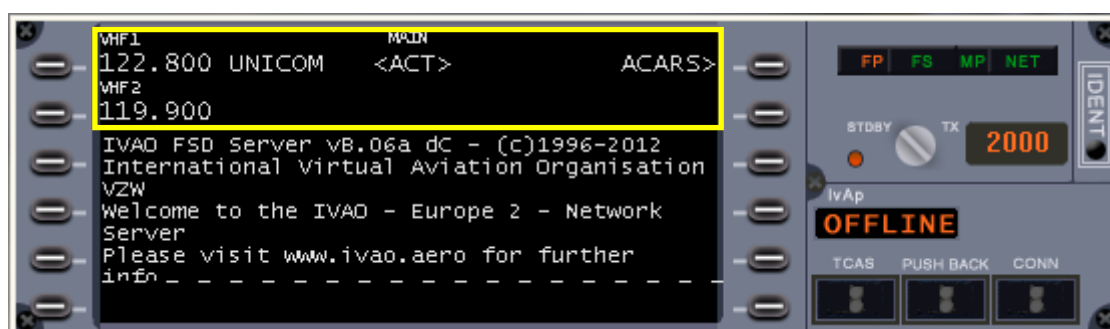 VHF1 MAIN
122.800 UNICOM <ACT> ACARS>
VHF2
119.900
IVAO FSD Server vB.06a dC - (c)1996-2012
International Virtual Aviation Organisation
VZW
Welcome to the IVAO - Europe 2 - Network
Server
Please visit www.ivao.aero for further
info
FP FS MP NET
IDENT
STDBY TX
2000
IvAp
OFFLINE
TCAS PUSH BACK CONN